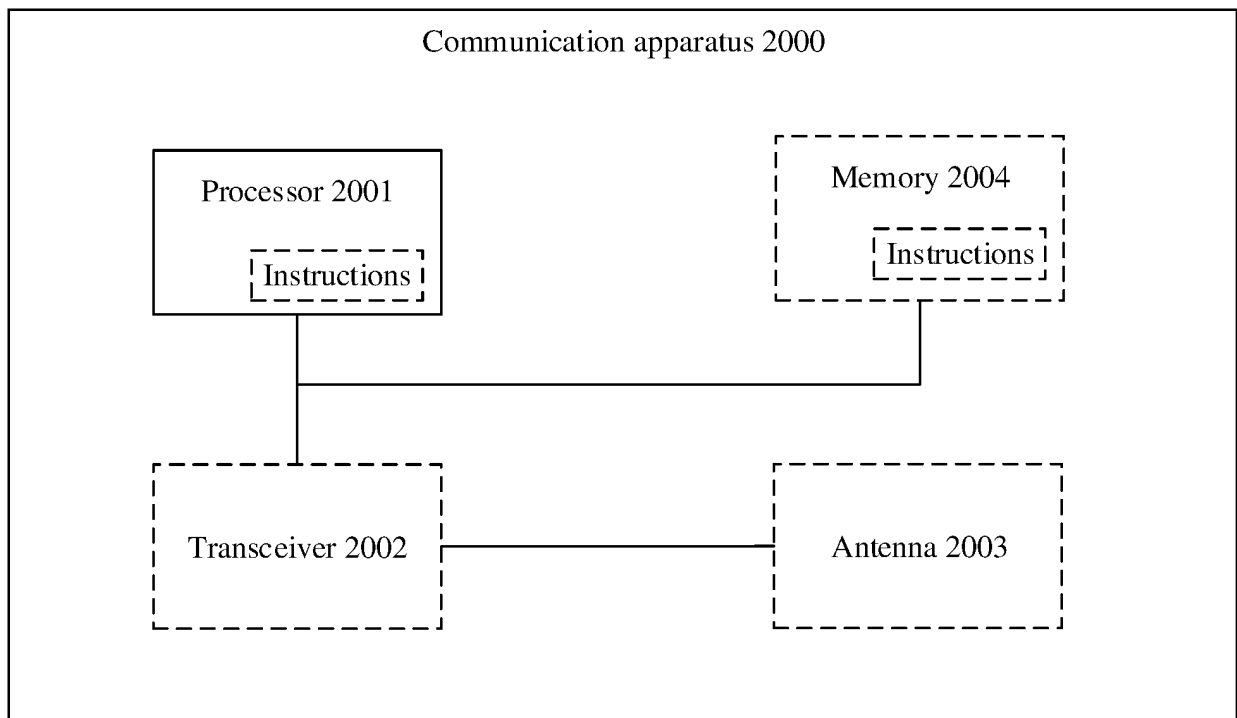 Communication apparatus 2000
Processor 2001
Instructions
Memory 2004
Instructions
Transceiver 2002
Antenna 2003